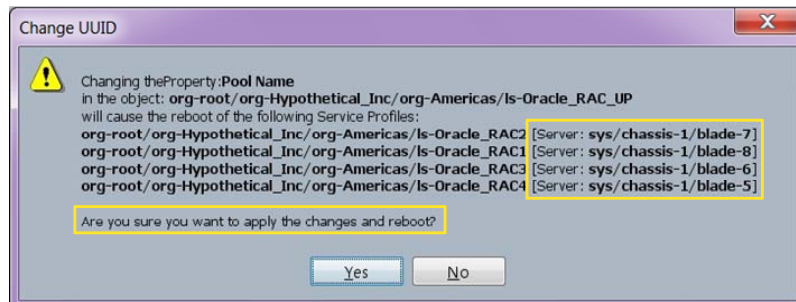 Change UUID
X
Changing theProperty:Pool Name
in the object: org-root/org-Hypothetical_Inc/org-Americas/ls-Oracle_RAC_UP
will cause the reboot of the following Service Profiles:
org-root/org-Hypothetical_Inc/org-Americas/ls-Oracle_RAC2 [Server: sys/chassis-1/blade-7]
org-root/org-Hypothetical_Inc/org-Americas/ls-Oracle_RAC1 [Server: sys/chassis-1/blade-8]
org-root/org-Hypothetical_Inc/org-Americas/ls-Oracle_RAC3 [Server: sys/chassis-1/blade-6]
org-root/org-Hypothetical_Inc/org-Americas/ls-Oracle_RAC4 [Server: sys/chassis-1/blade-5]
Are you sure you want to apply the changes and reboot?
Yes No